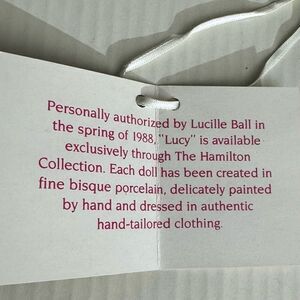 Personally authorized by Lucille Ball in
the spring of 1988, "Lucy" is available
exclusively through The Hamilton
Collection. Each doll has been created in
fine bisque porcelain, delicately painted
by hand and dressed in authentic
hand-tailored clothing.